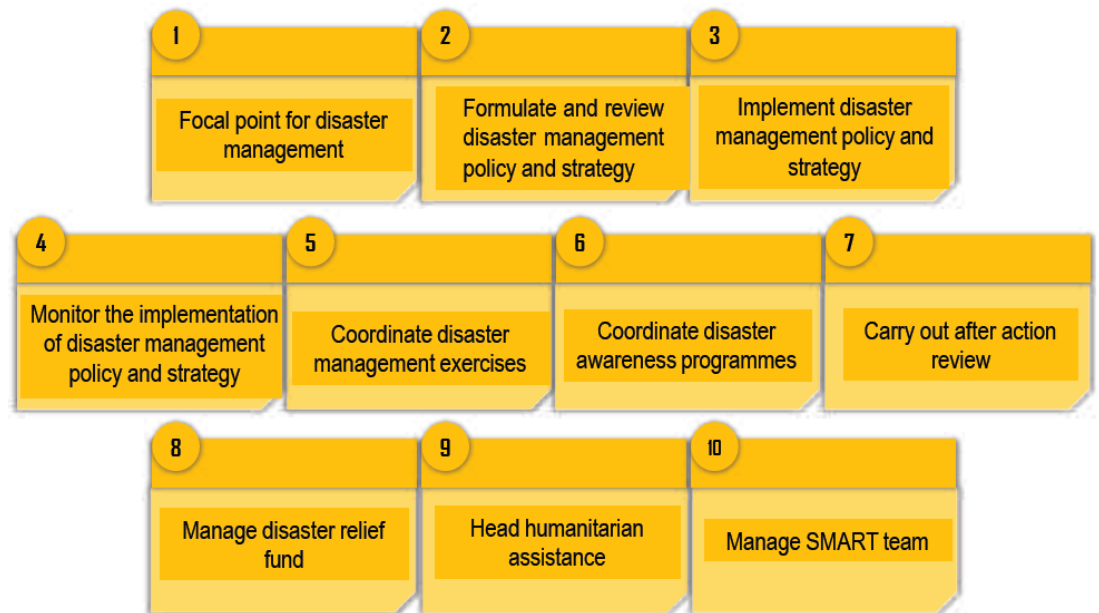 1
Focal point for disaster
management
2
Formulate and review
disaster management
policy and strategy
3
Implement disaster
management policy and
strategy
4
Monitor the implementation
of disaster management
policy and strategy
5
Coordinate disaster
management exercises
6
Coordinate disaster
awareness programmes
7
Carry out after action
review
8
Manage disaster relief
fund
9
Head humanitarian
assistance
10
Manage SMART team